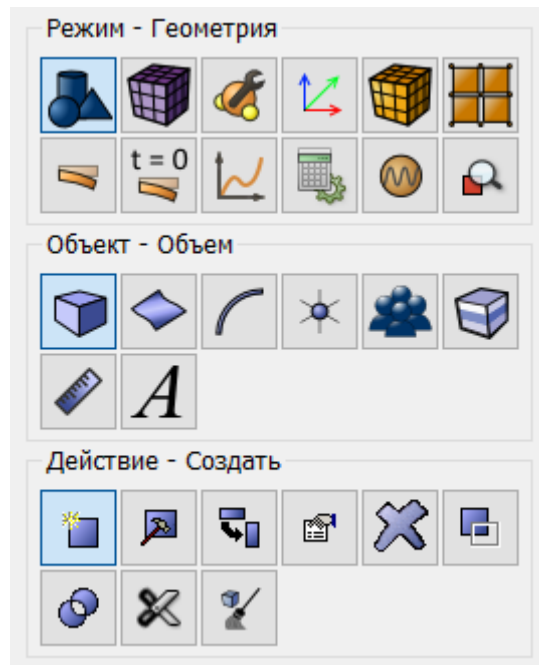 Режим - Геометрия
t = 0
Объект - Объем
A
Действие - Создать